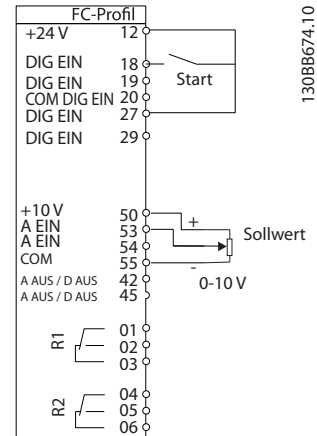 FC-Profil
+24 V 12
DIG EIN 18
DIG EIN 19
COM DIG EIN 20
DIG EIN 27
DIG EIN 29
Start
+10 V 50
A EIN 53
A EIN 54
COM 55
A AUS / D AUS 42
A AUS / D AUS 45
+
-
Sollwert
0-10 V
R1
01
02
03
R2
04
05
06
130BB674.10